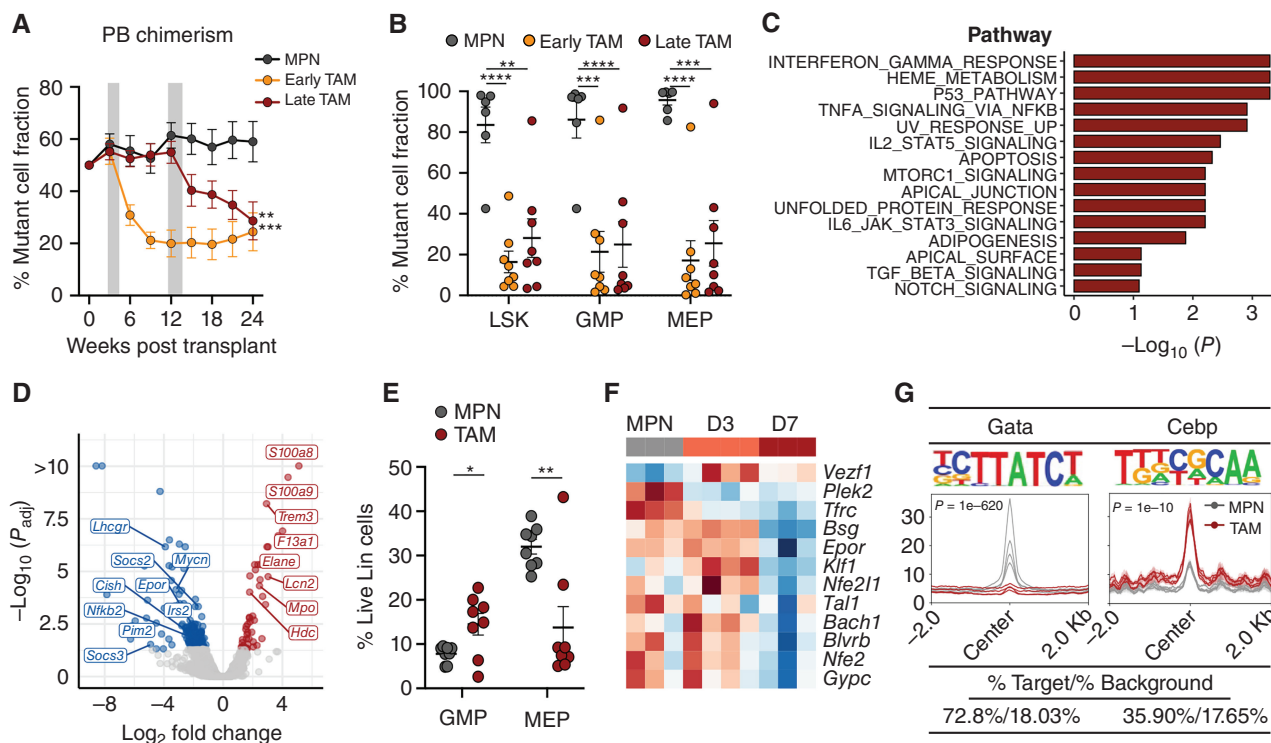 A
PB chimerism
MPN
Early TAM
Late TAM
% Mutant cell fraction
80
60
40
20
0
**
***
0 6 12 18 24
Weeks post transplant
B
MPN Early TAM Late TAM
% Mutant cell fraction
** **** ***
**** *** ****
100
80
60
40
20
0
LSK GMP MEP
C
Pathway
INTERFERON_GAMMA_RESPONSE
HEME_METABOLISM
P53_PATHWAY
TNFA_SIGNALING_VIA_NFKB
UV_RESPONSE_UP
IL2_STAT5_SIGNALING
APOPTOSIS
MTORC1_SIGNALING
APICAL_JUNCTION
UNFOLDED_PROTEIN_RESPONSE
IL6_JAK_STAT3_SIGNALING
ADIPOGENESIS
APICAL_SURFACE
TGF_BETA_SIGNALING
NOTCH_SIGNALING
0 1 2 3
–Log10 (P)
D
–Log10 (Padj)
>10
7.5
5
2.5
0
S100a8
S100a9
Trem3
F13a1
Elane
Lcn2
Mpo
Hdc
Lhcgr
Socs2
Mycn
Cish
Epor
Nfkb2
Irs2
Pim2
Socs3
–8 –4 0 4
Log2 fold change
E
MPN
TAM
% Live Lin cells
50
40
30
20
10
0
* **
GMP MEP
F
MPN D3 D7
Vezf1
Plek2
Tfrc
Bsg
Epor
Klf1
Nfe2l1
Tal1
Bach1
Blvrb
Nfe2
Gypc
G
Gata Cebp
TTATCT
CAA
P = 1e–620
P = 1e–10
MPN
TAM
30
20
10
0
–2.0 Center 2.0 Kb
–2.0 Center 2.0 Kb
% Target/% Background
72.8%/18.03% 35.90%/17.65%